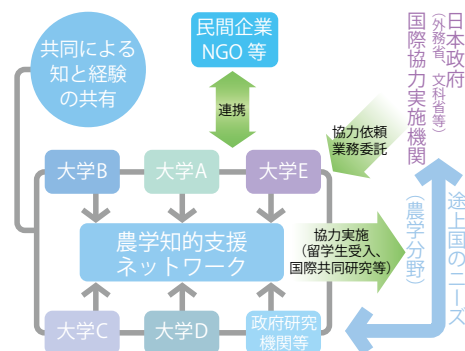 共同による
知と経験
の共有
民間企業
NGO 等
連携
日本政府
（外務省、文科省等）
国際協力実施機関
協力依頼
業務委託
大学B
大学A
大学E
農学知的支援
ネットワーク
協力実施
（留学生受入、
国際共同研究等）
途上国のニーズ
（農学分野）
大学C
大学D
政府研究
機関等